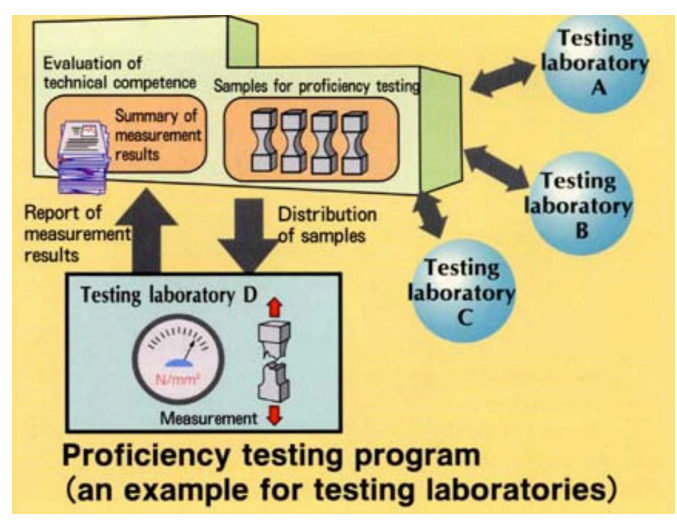 Evaluation of
technical competence
Summary of
measurement
results
Samples for proficiency testing
Testing
laboratory
A
Testing
laboratory
B
Testing
laboratory
C
Report of
measurement
results
Distribution
of samples
Testing laboratory D
N/mm²
Measurement
Proficiency testing program
(an example for testing laboratories)